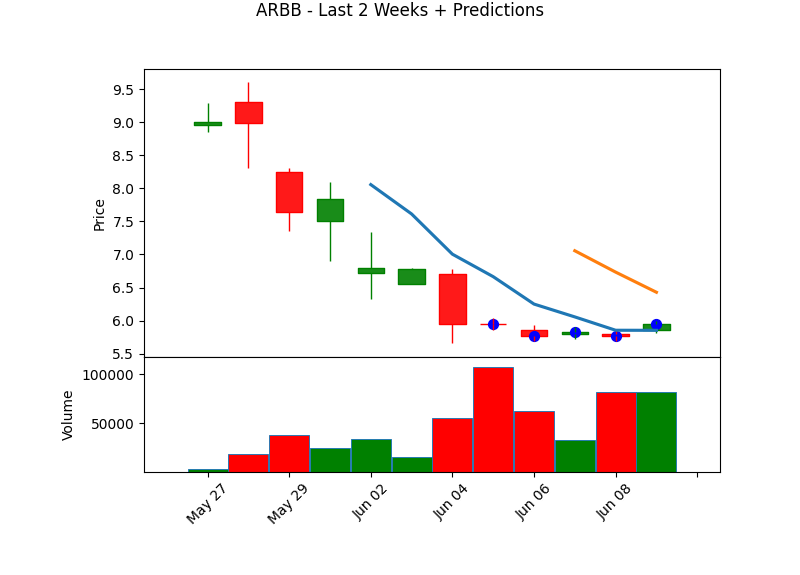 ARBB - Last 2 Weeks + Predictions
Price
9.5
9.0
8.5
8.0
7.5
7.0
6.5
6.0
5.5
Volume
100000
50000
May 27
May 29
Jun 02
Jun 04
Jun 06
Jun 08